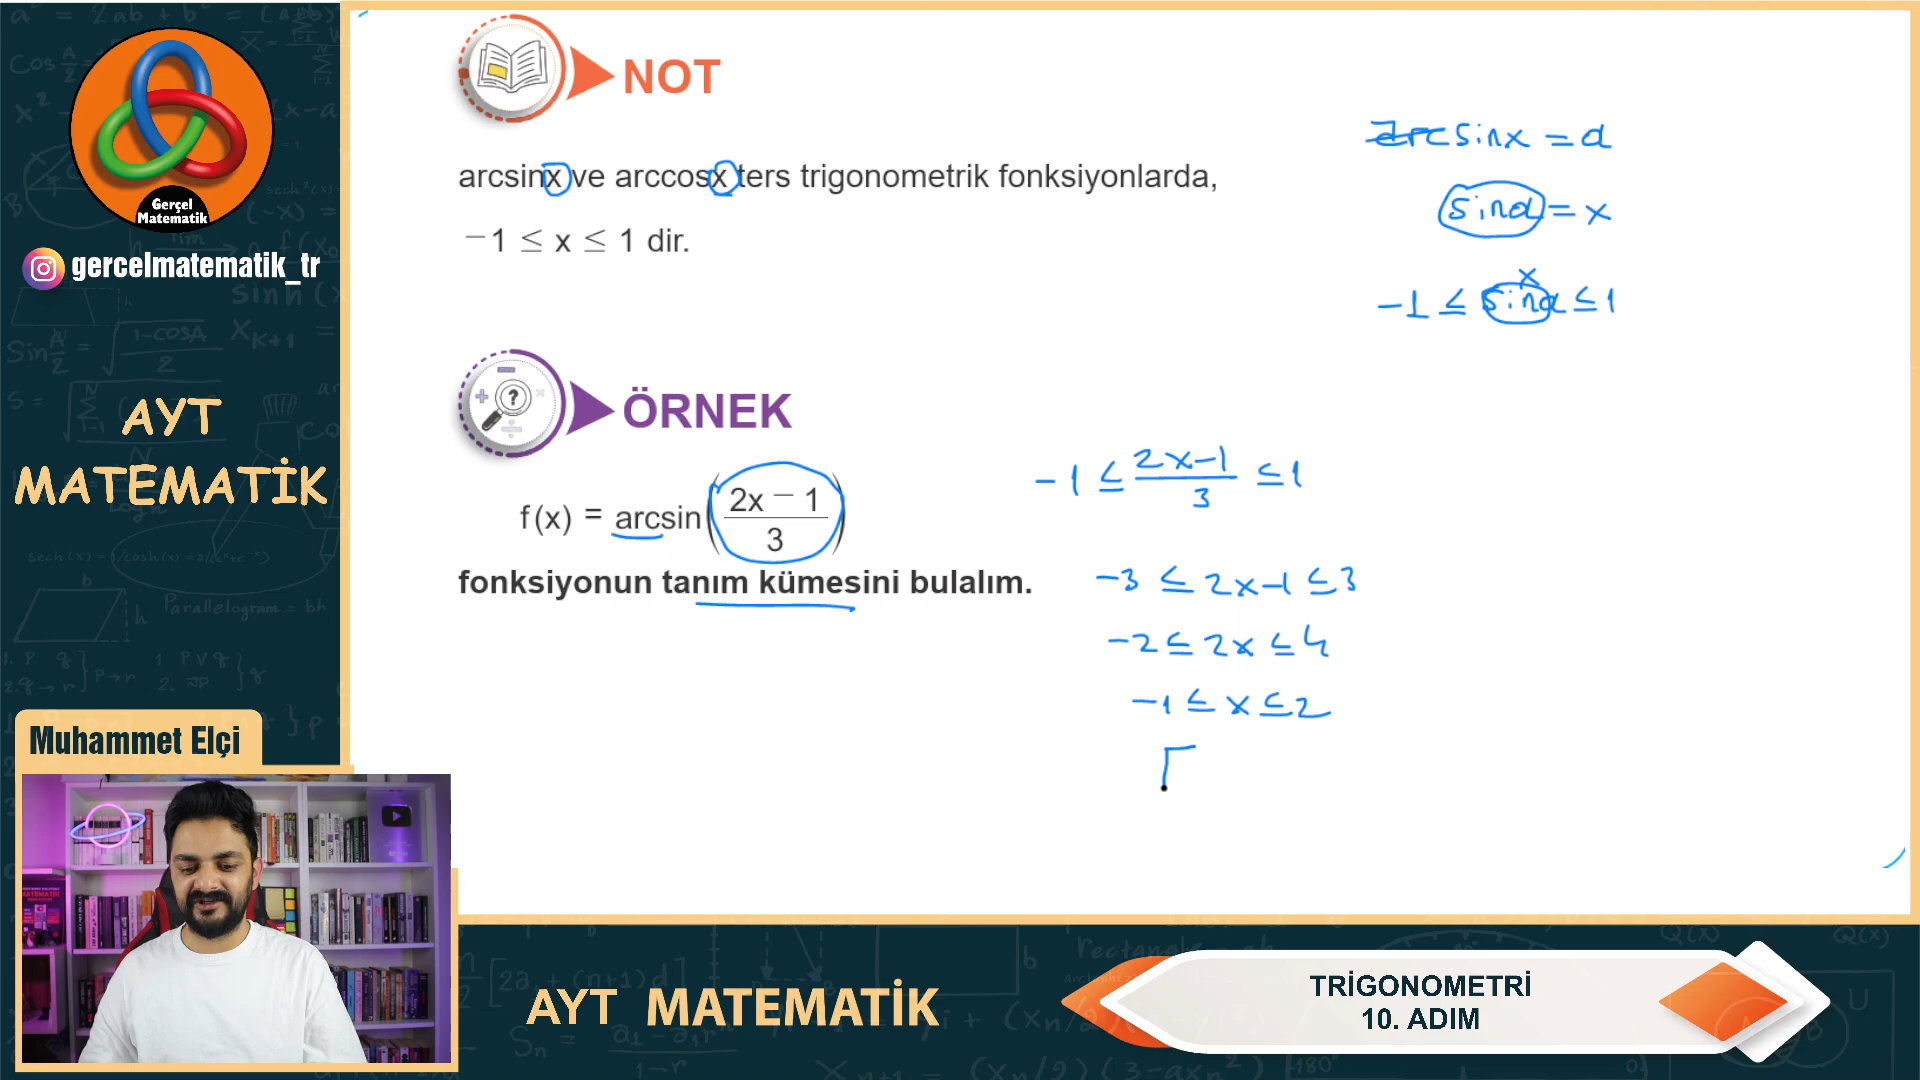 Gerçel
Matematik
gercelmatematik_tr
AYT
MATEMATİK
Muhammet Elçi
NOT
arcsinx ve arccosx ters trigonometrik fonksiyonlarda,
−1 ≤ x ≤ 1 dir.
arcsinx = α
sinα = x
x
-1 ≤ sinα ≤ 1
ÖRNEK
f(x) = arcsin(2x − 1 / 3)
fonksiyonun tanım kümesini bulalım.
-1 ≤ 2x-1 / 3 ≤ 1
-3 ≤ 2x-1 ≤ 3
-2 ≤ 2x ≤ 4
-1 ≤ x ≤ 2
[
AYT MATEMATİK
TRİGONOMETRİ
10. ADIM